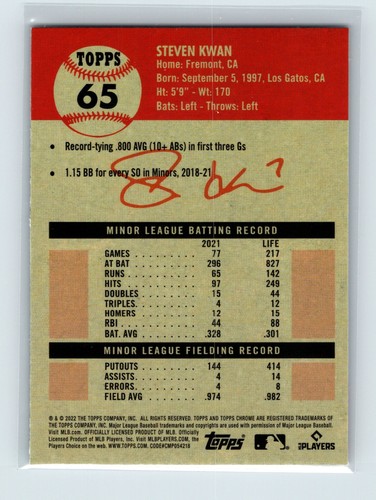 TOPPS
65
STEVEN KWAN
Home: Fremont, CA
Born: September 5, 1997, Los Gatos, CA
Ht: 5'9" - Wt: 170
Bats: Left - Throws: Left
• Record-tying .800 AVG (10+ ABs) in first three Gs
• 1.15 BB for every SO in Minors, 2018-21
MINOR LEAGUE BATTING RECORD
2021 LIFE
GAMES 77 217
AT BAT 296 827
RUNS 65 142
HITS 97 249
DOUBLES 15 44
TRIPLES 4 12
HOMERS 12 15
RBI 44 88
BAT. AVG .328 .301
MINOR LEAGUE FIELDING RECORD
PUTOUTS 144 414
ASSISTS 4 14
ERRORS 4 8
FIELD AVG .974 .982
® & © 2022 THE TOPPS COMPANY, INC. ALL RIGHTS RESERVED. TOPPS AND TOPPS CHROME ARE REGISTERED TRADEMARKS OF
THE TOPPS COMPANY, INC. Major League Baseball trademarks and copyrights are used with permission of Major League Baseball.
Visit MLB.com. OFFICIALLY LICENSED PRODUCT OF MLB. Officially
Licensed Product of MLB Players, Inc. Visit MLBPLAYERS.com, the Players
Choice on the web. WWW.TOPPS.COM. CODE#CMP054210
Topps
MLB
PLAYERS